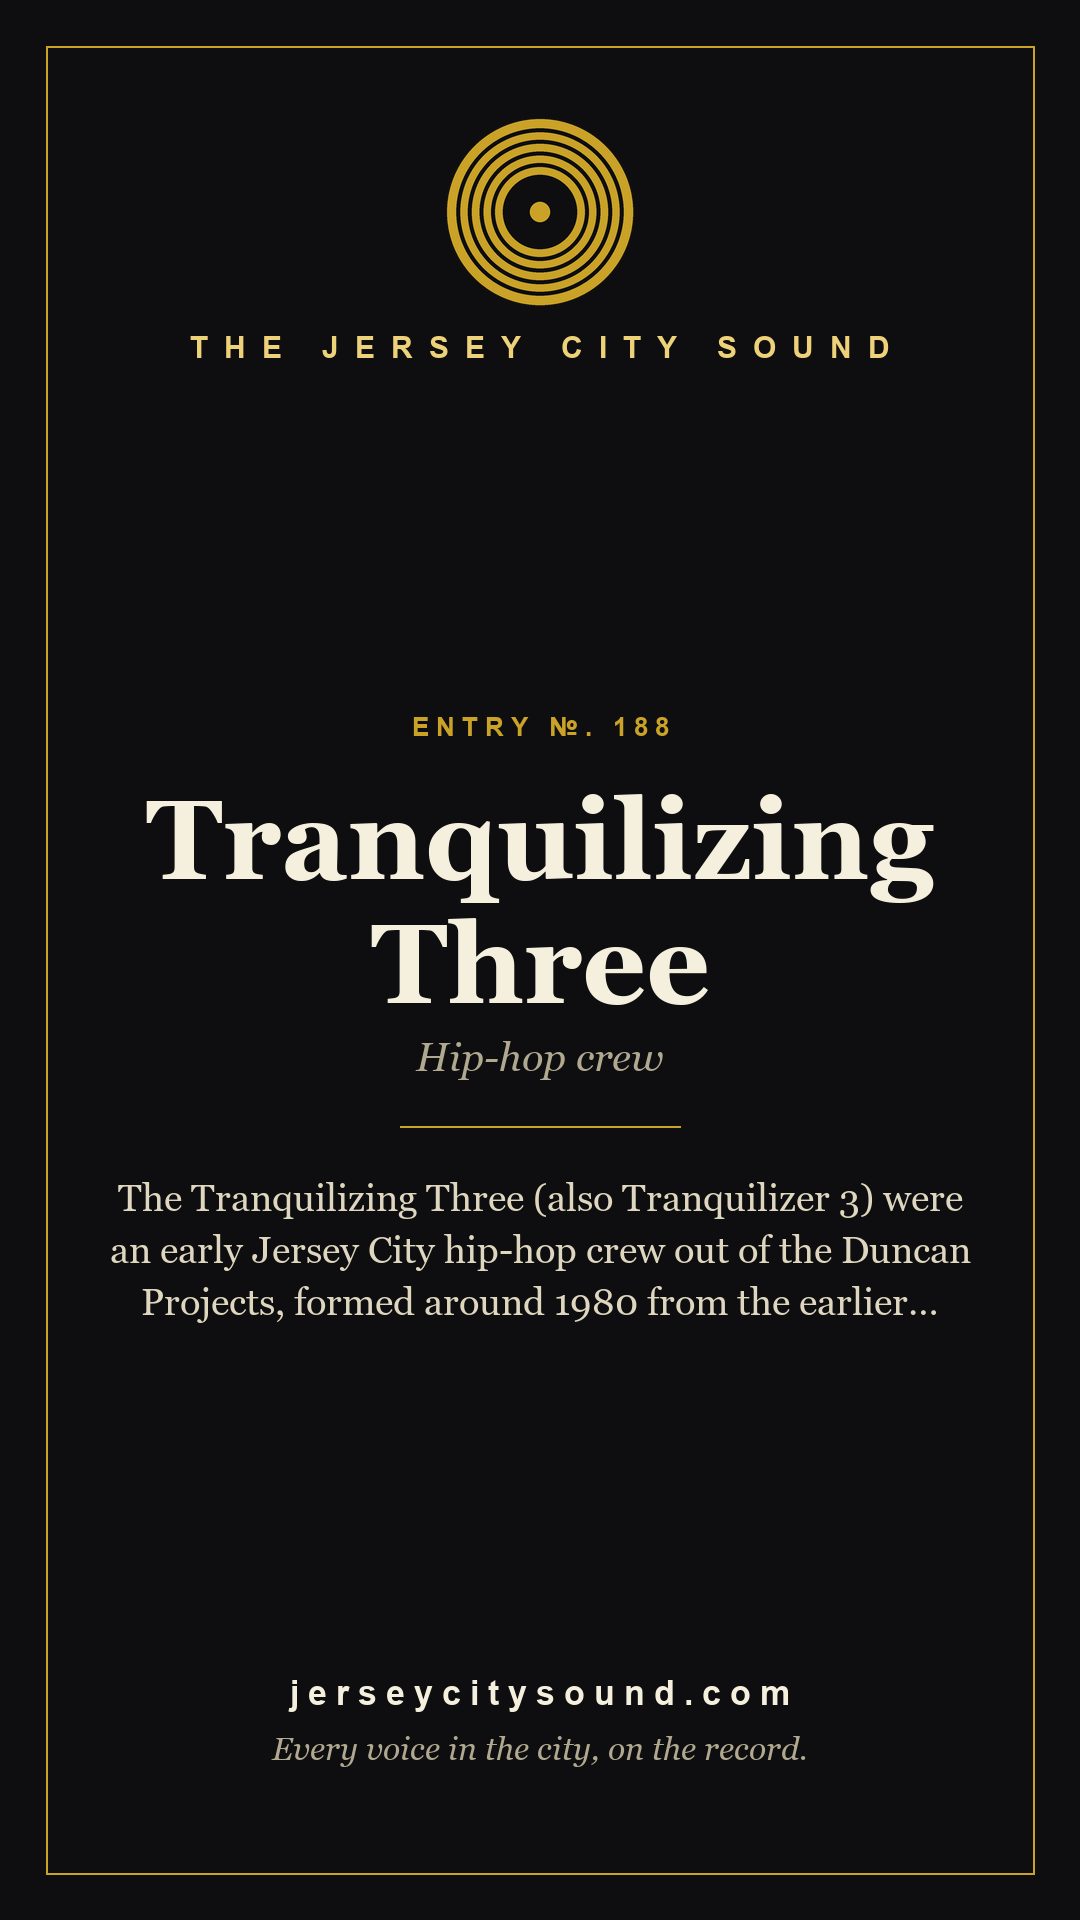 THE JERSEY CITY SOUND
ENTRY №. 188
Tranquilizing
Three
Hip-hop crew
The Tranquilizing Three (also Tranquilizer 3) were
an early Jersey City hip-hop crew out of the Duncan
Projects, formed around 1980 from the earlier...
jerseycitysound.com
Every voice in the city, on the record.